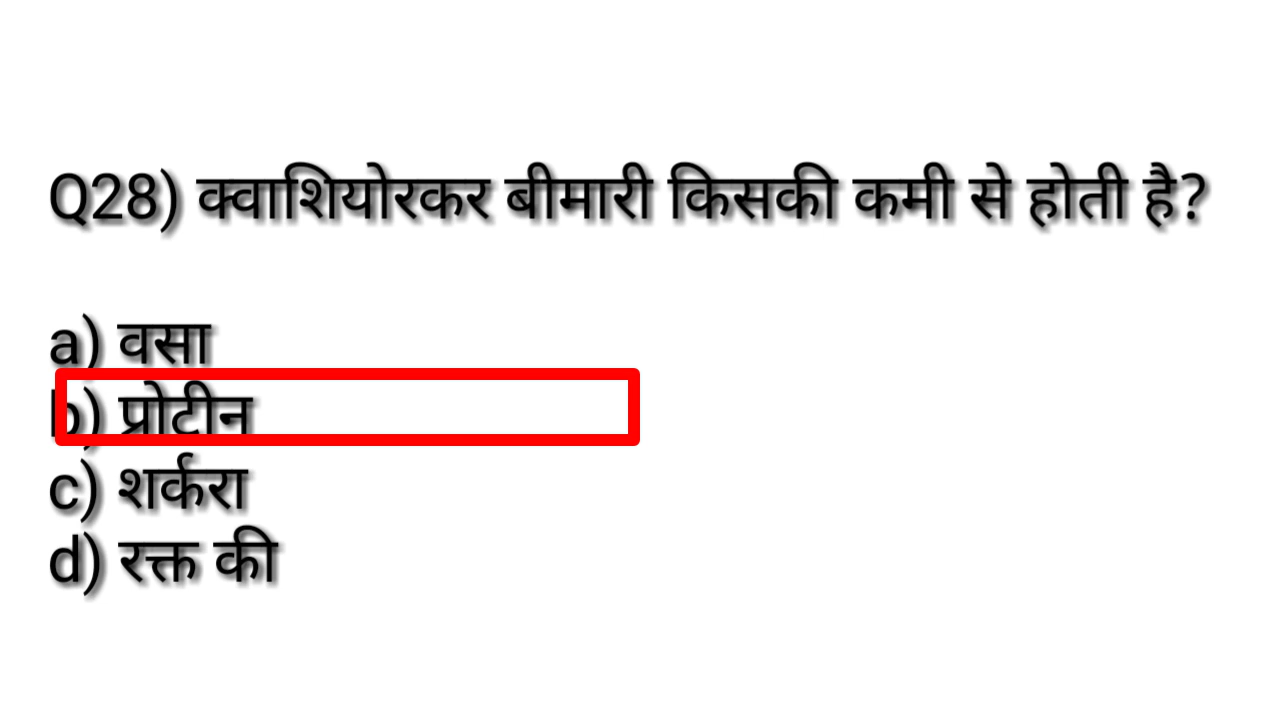 Q28) क्वाशियोरकर बीमारी किसकी कमी से होती है?
a) वसा
b) प्रोटीन
c) शर्करा
d) रक्त की